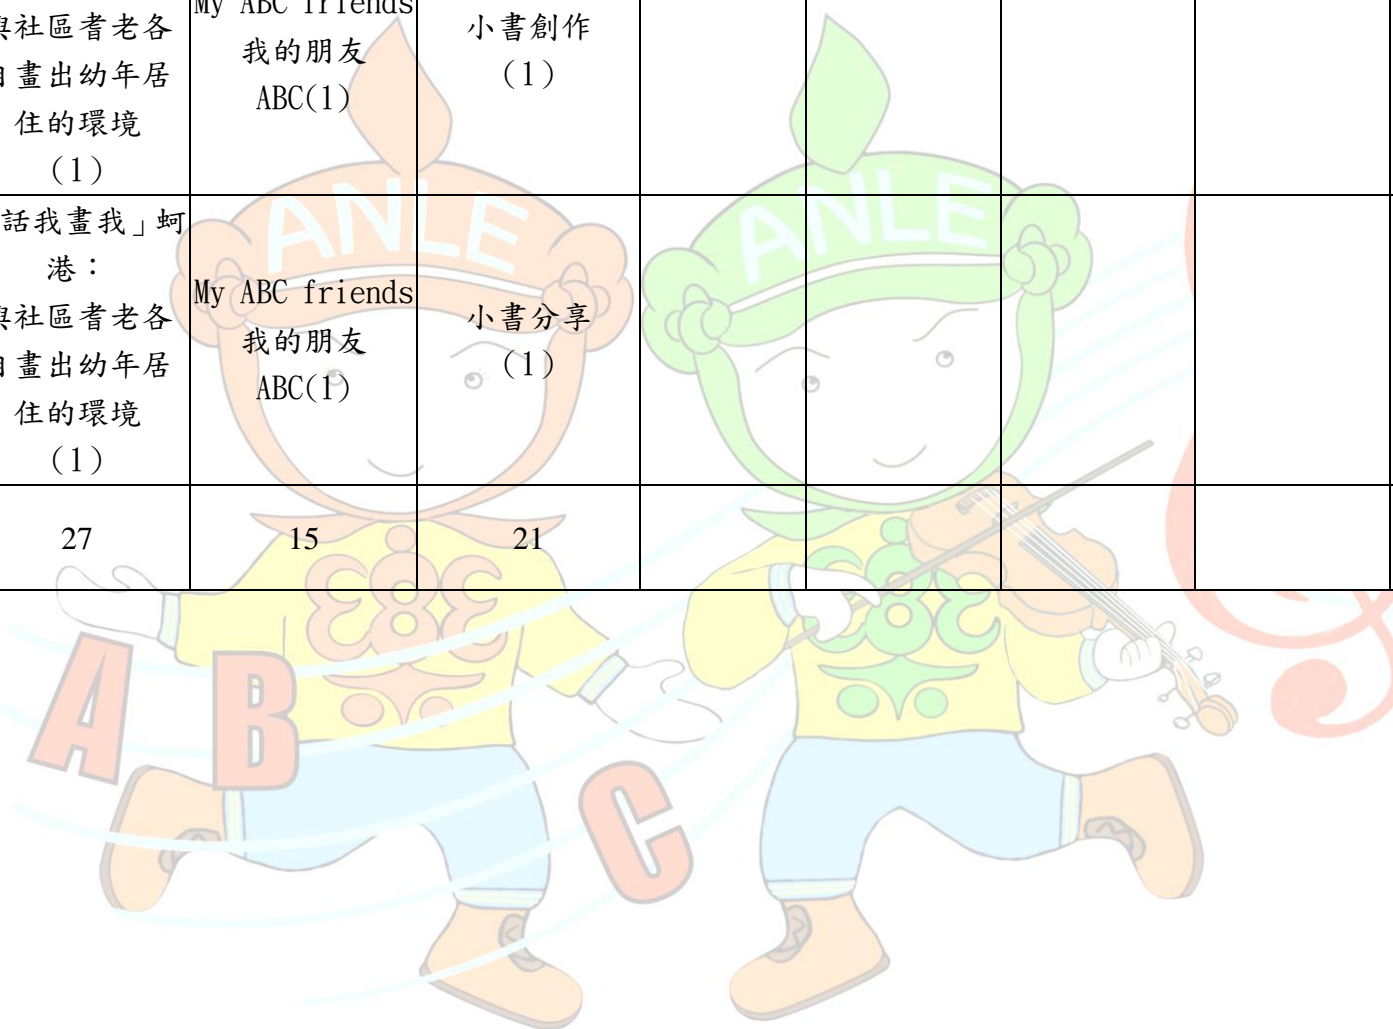 與社區耆老各
自畫出幼年居
住的環境
(1)
My ABC friends
我的朋友
ABC(1)
小書創作
(1)
話我畫我」蚵
港：
與社區耆老各
自畫出幼年居
住的環境
(1)
My ABC friends
我的朋友
ABC(1)
小書分享
(1)
27
15
21
ANLE
ANLE
A
B
C